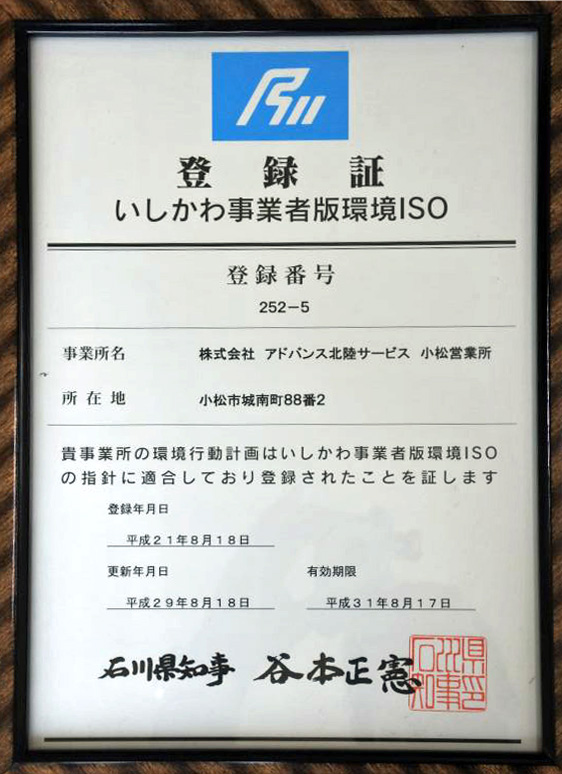 登録証
いしかわ事業者版環境ISO
登録番号
252-5
事業所名 株式会社 アドバンス北陸サービス 小松営業所
所在地 小松市城南町88番2
貴事業所の環境行動計画はいしかわ事業者版環境ISO
の指針に適合しており登録されたことを証します
登録年月日
平成21年8月18日
更新年月日 有効期限
平成29年8月18日 平成31年8月17日
石川県知事 谷本正憲
石川県知事印